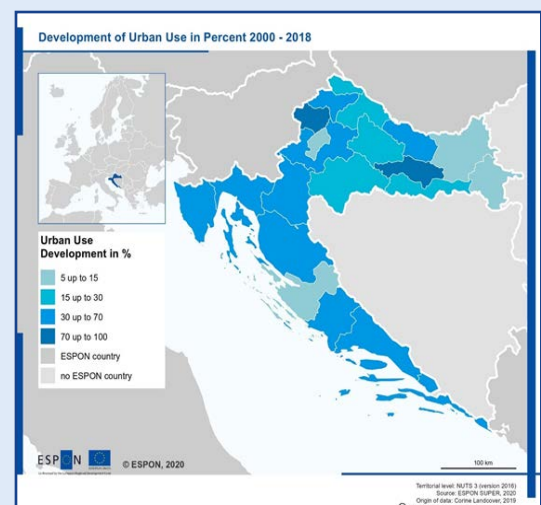 Development of Urban Use in Percent 2000 - 2018
Urban Use
Development in %
5 up to 15
15 up to 30
30 up to 70
70 up to 100
ESPON country
no ESPON country
ESPON
© ESPON, 2020
100 km
Territorial level: NUTS 3 (version 2016)
Source: ESPON SUPER, 2020
Origin of data: Corine Landcover, 2019